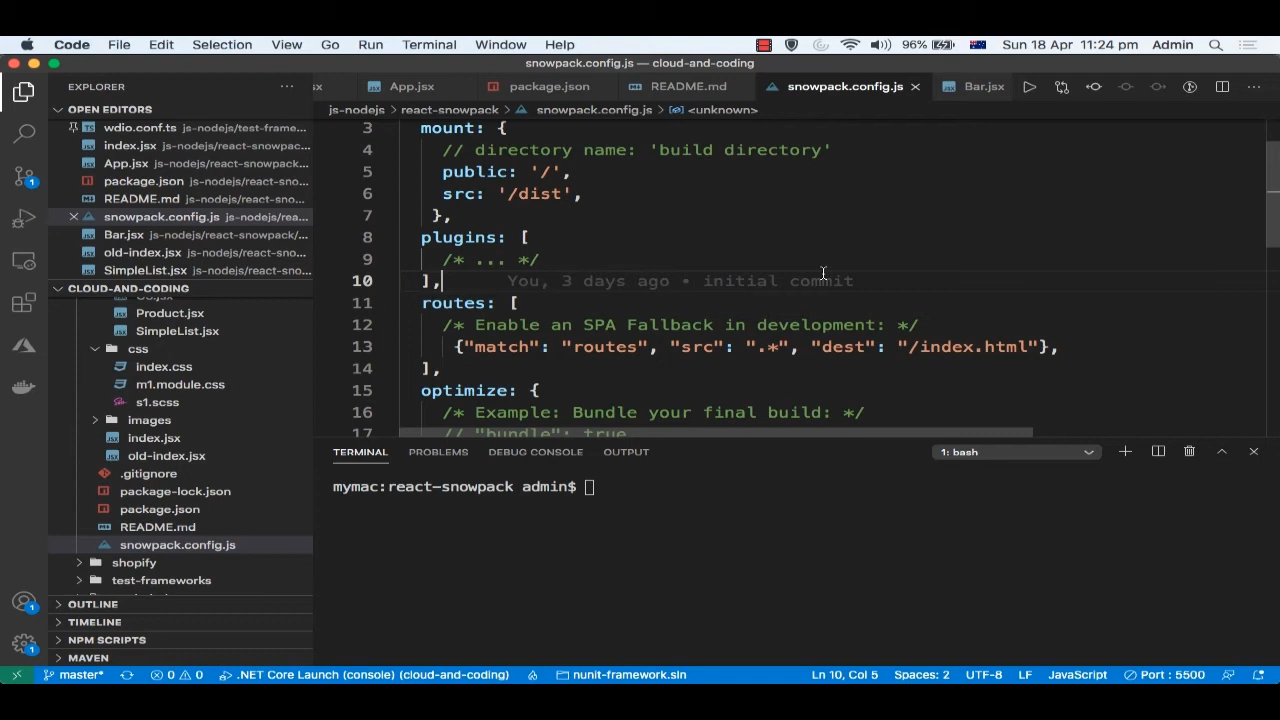 Code File Edit Selection View Go Run Terminal Window Help 96% Sun 18 Apr 11:24 pm Admin
snowpack.config.js — cloud-and-coding
EXPLORER ···
sx App.jsx package.json README.md snowpack.config.js × Bar.jsx ···
js-nodejs > react-snowpack > snowpack.config.js > <unknown>
OPEN EDITORS
wdio.conf.ts js-nodejs/test-frame...
index.jsx js-nodejs/react-snowpac...
App.jsx js-nodejs/react-snowpack/...
package.json js-nodejs/react-sno...
README.md js-nodejs/react-snow...
snowpack.config.js js-nodejs/rea...
Bar.jsx js-nodejs/react-snowpack/...
old-index.jsx js-nodejs/react-sno...
SimpleList.jsx js-nodejs/react-sno...
CLOUD-AND-CODING
Product.jsx
SimpleList.jsx
css
index.css
m1.module.css
s1.scss
images
index.jsx
old-index.jsx
.gitignore
package-lock.json
package.json
README.md
snowpack.config.js
shopify
test-frameworks
OUTLINE
TIMELINE
NPM SCRIPTS
MAVEN
3 mount: {
4 // directory name: 'build directory'
5 public: '/',
6 src: '/dist',
7 },
8 plugins: [
9 /* ... */
10 ], You, 3 days ago • initial commit
11 routes: [
12 /* Enable an SPA Fallback in development: */
13 {"match": "routes", "src": ".*", "dest": "/index.html"},
14 ],
15 optimize: {
16 /* Example: Bundle your final build: */
17 // "bundle": true
TERMINAL PROBLEMS DEBUG CONSOLE OUTPUT 1: bash
mymac:react-snowpack admin$
1
1
1
master* 0 0 .NET Core Launch (console) (cloud-and-coding) nunit-framework.sln Ln 10, Col 5 Spaces: 2 UTF-8 LF JavaScript Port : 5500